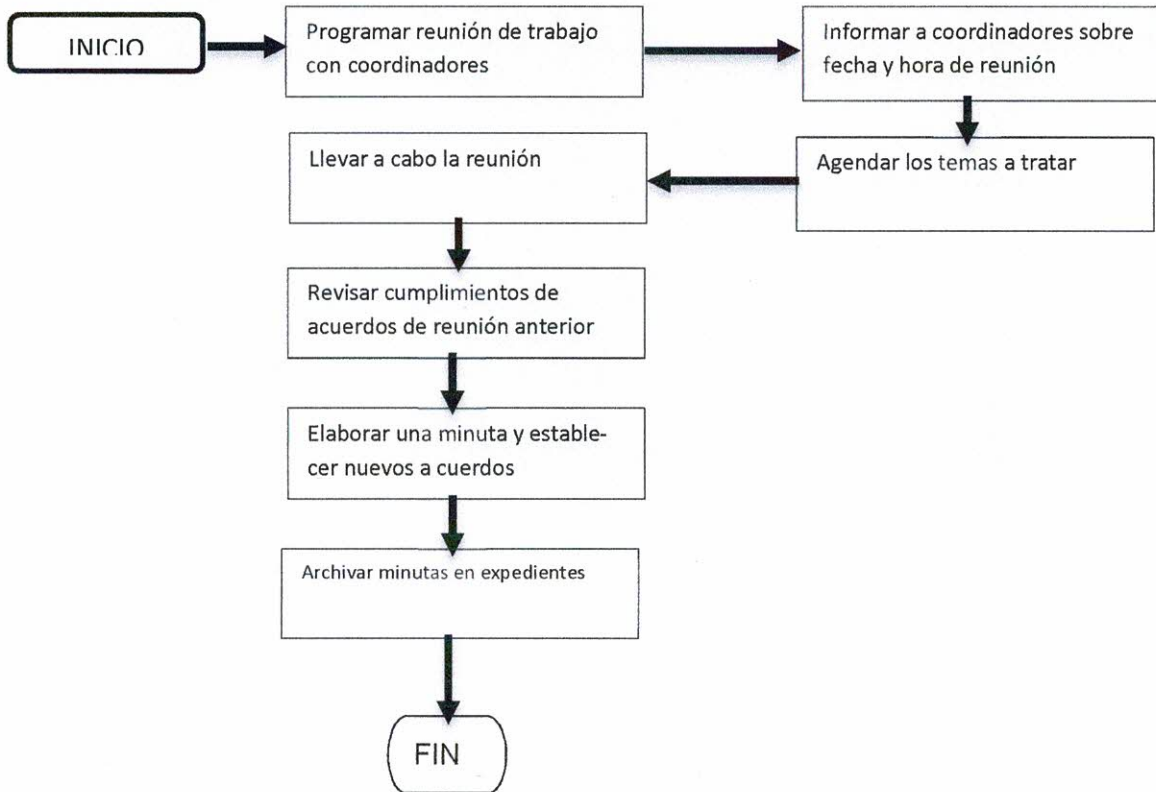 INICIO
Programar reunión de trabajo
con coordinadores
Informar a coordinadores sobre
fecha y hora de reunión
Agendar los temas a tratar
Llevar a cabo la reunión
Revisar cumplimientos de
acuerdos de reunión anterior
Elaborar una minuta y estable-
cer nuevos a cuerdos
Archivar minutas en expedientes
FIN